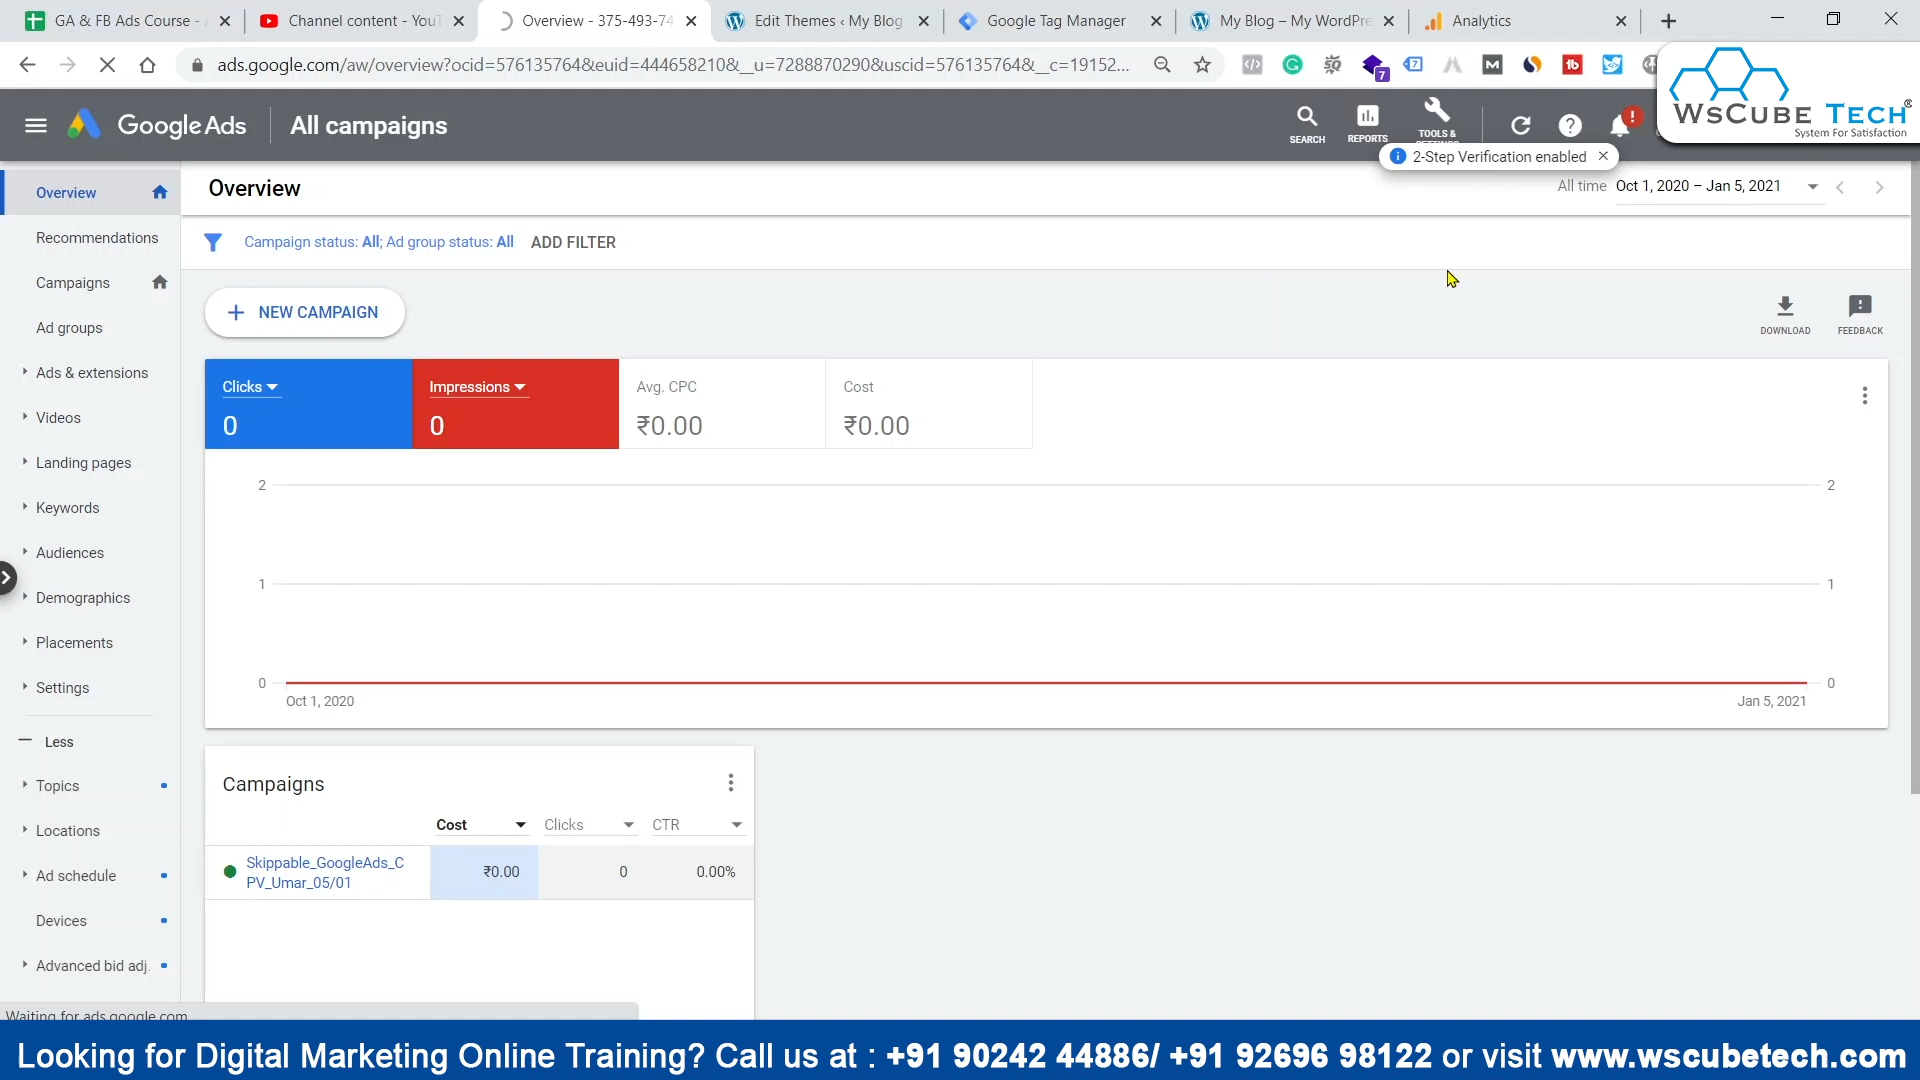 GA & FB Ads Course -
Channel content - YouT
Overview - 375-493-74
Edit Themes ‹ My Blog
Google Tag Manager
My Blog – My WordPre
Analytics
ads.google.com/aw/overview?ocid=576135764&euid=444658210&__u=7288870290&uscid=576135764&__c=19152...
7
WsCube Tech®
System For Satisfaction
Google Ads
All campaigns
SEARCH
REPORTS
TOOLS &
2-Step Verification enabled
Overview
All time
Oct 1, 2020 – Jan 5, 2021
Campaign status: All; Ad group status: All
ADD FILTER
Overview
Recommendations
Campaigns
Ad groups
Ads & extensions
Videos
Landing pages
Keywords
Audiences
Demographics
Placements
Settings
Less
Topics
Locations
Ad schedule
Devices
Advanced bid adj.
+ NEW CAMPAIGN
DOWNLOAD
FEEDBACK
Clicks
0
Impressions
0
Avg. CPC
₹0.00
Cost
₹0.00
2
2
1
1
0
0
Oct 1, 2020
Jan 5, 2021
Campaigns
Cost
Clicks
CTR
Skippable_GoogleAds_C
PV_Umar_05/01
₹0.00
0
0.00%
Waiting for ads.google.com
Looking for Digital Marketing Online Training? Call us at : +91 90242 44886/ +91 92696 98122 or visit www.wscubetech.com